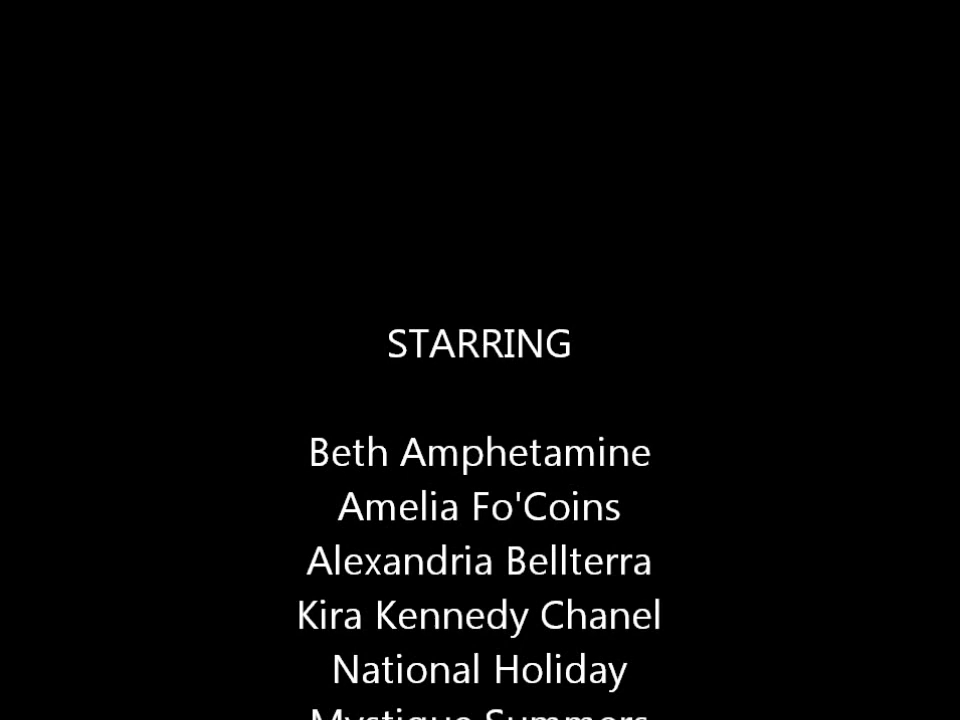 STARRING
Beth Amphetamine
Amelia Fo'Coins
Alexandria Bellterra
Kira Kennedy Chanel
National Holiday
Mystique Summers